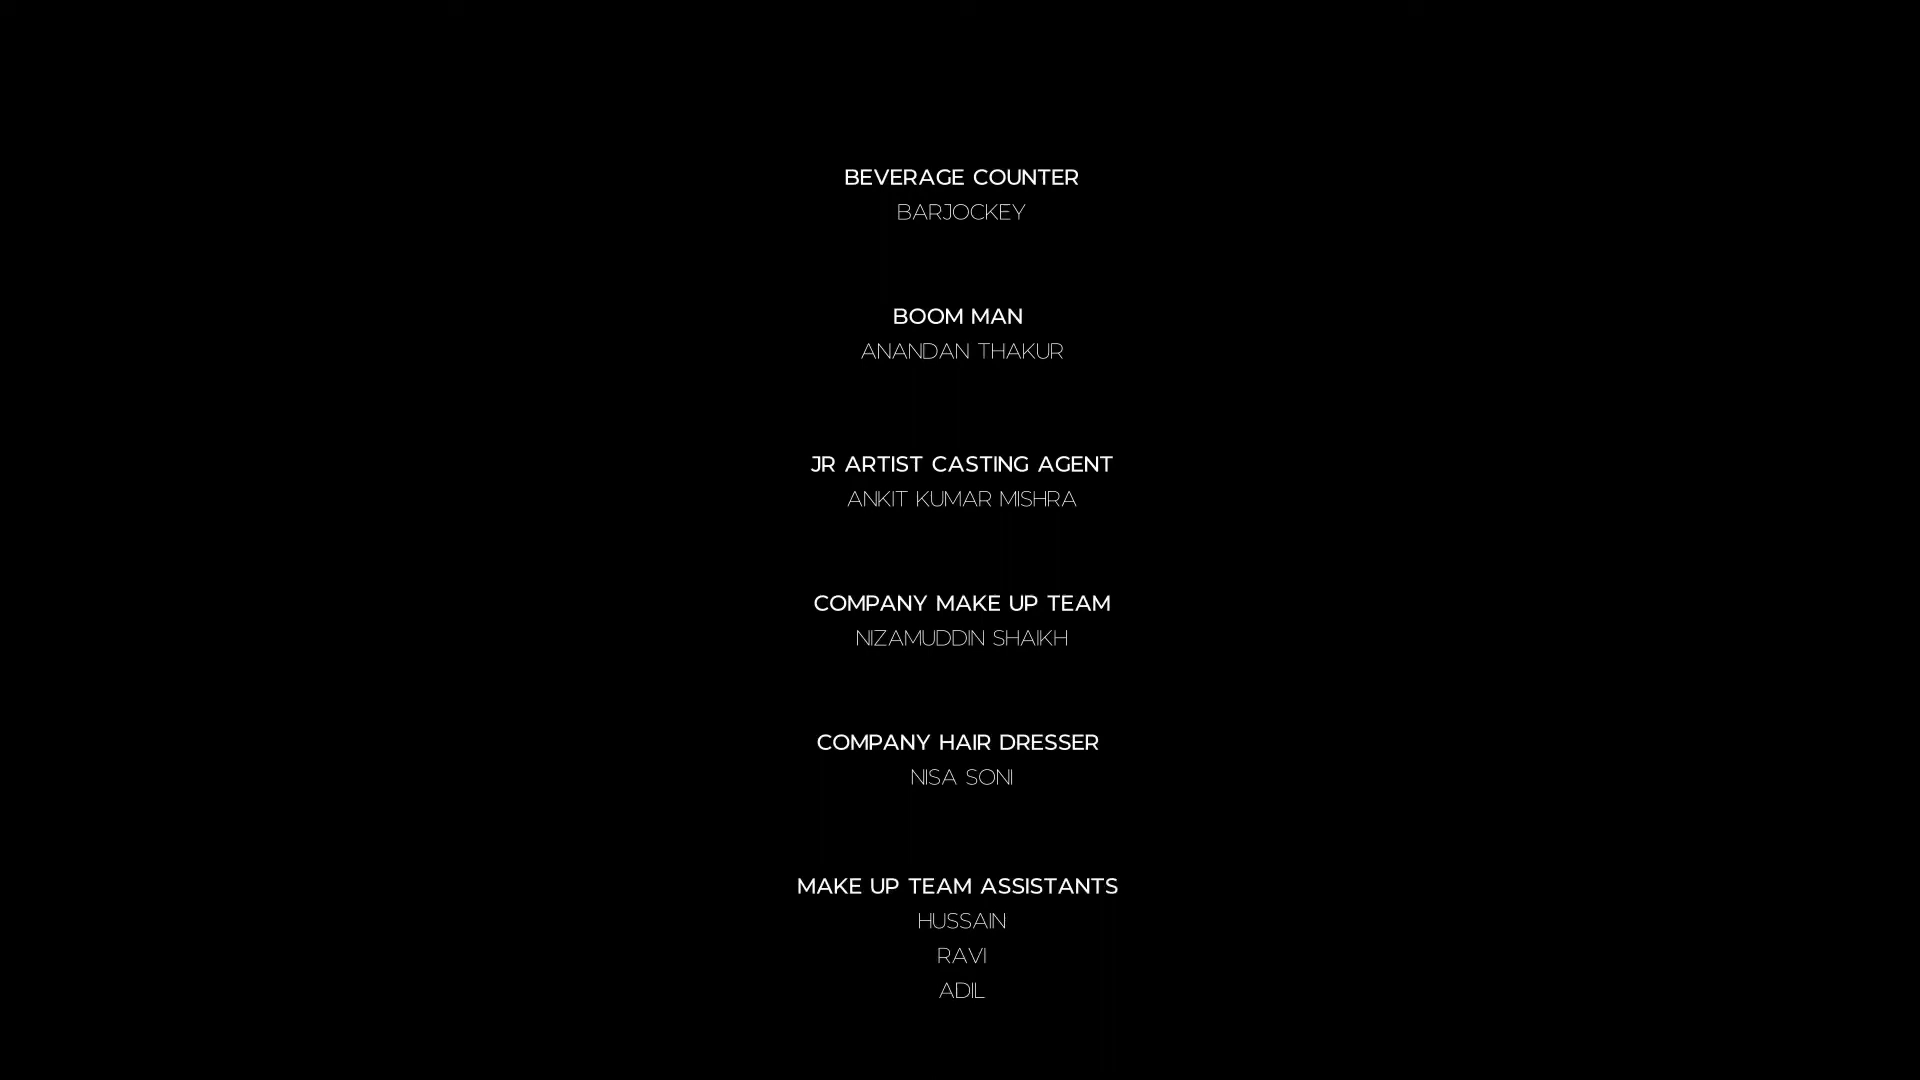 BEVERAGE COUNTER
BARJOCKEY
BOOM MAN
ANANDAN THAKUR
JR ARTIST CASTING AGENT
ANKIT KUMAR MISHRA
COMPANY MAKE UP TEAM
NIZAMUDDIN SHAIKH
COMPANY HAIR DRESSER
NISA SONI
MAKE UP TEAM ASSISTANTS
HUSSAIN
RAVI
ADIL